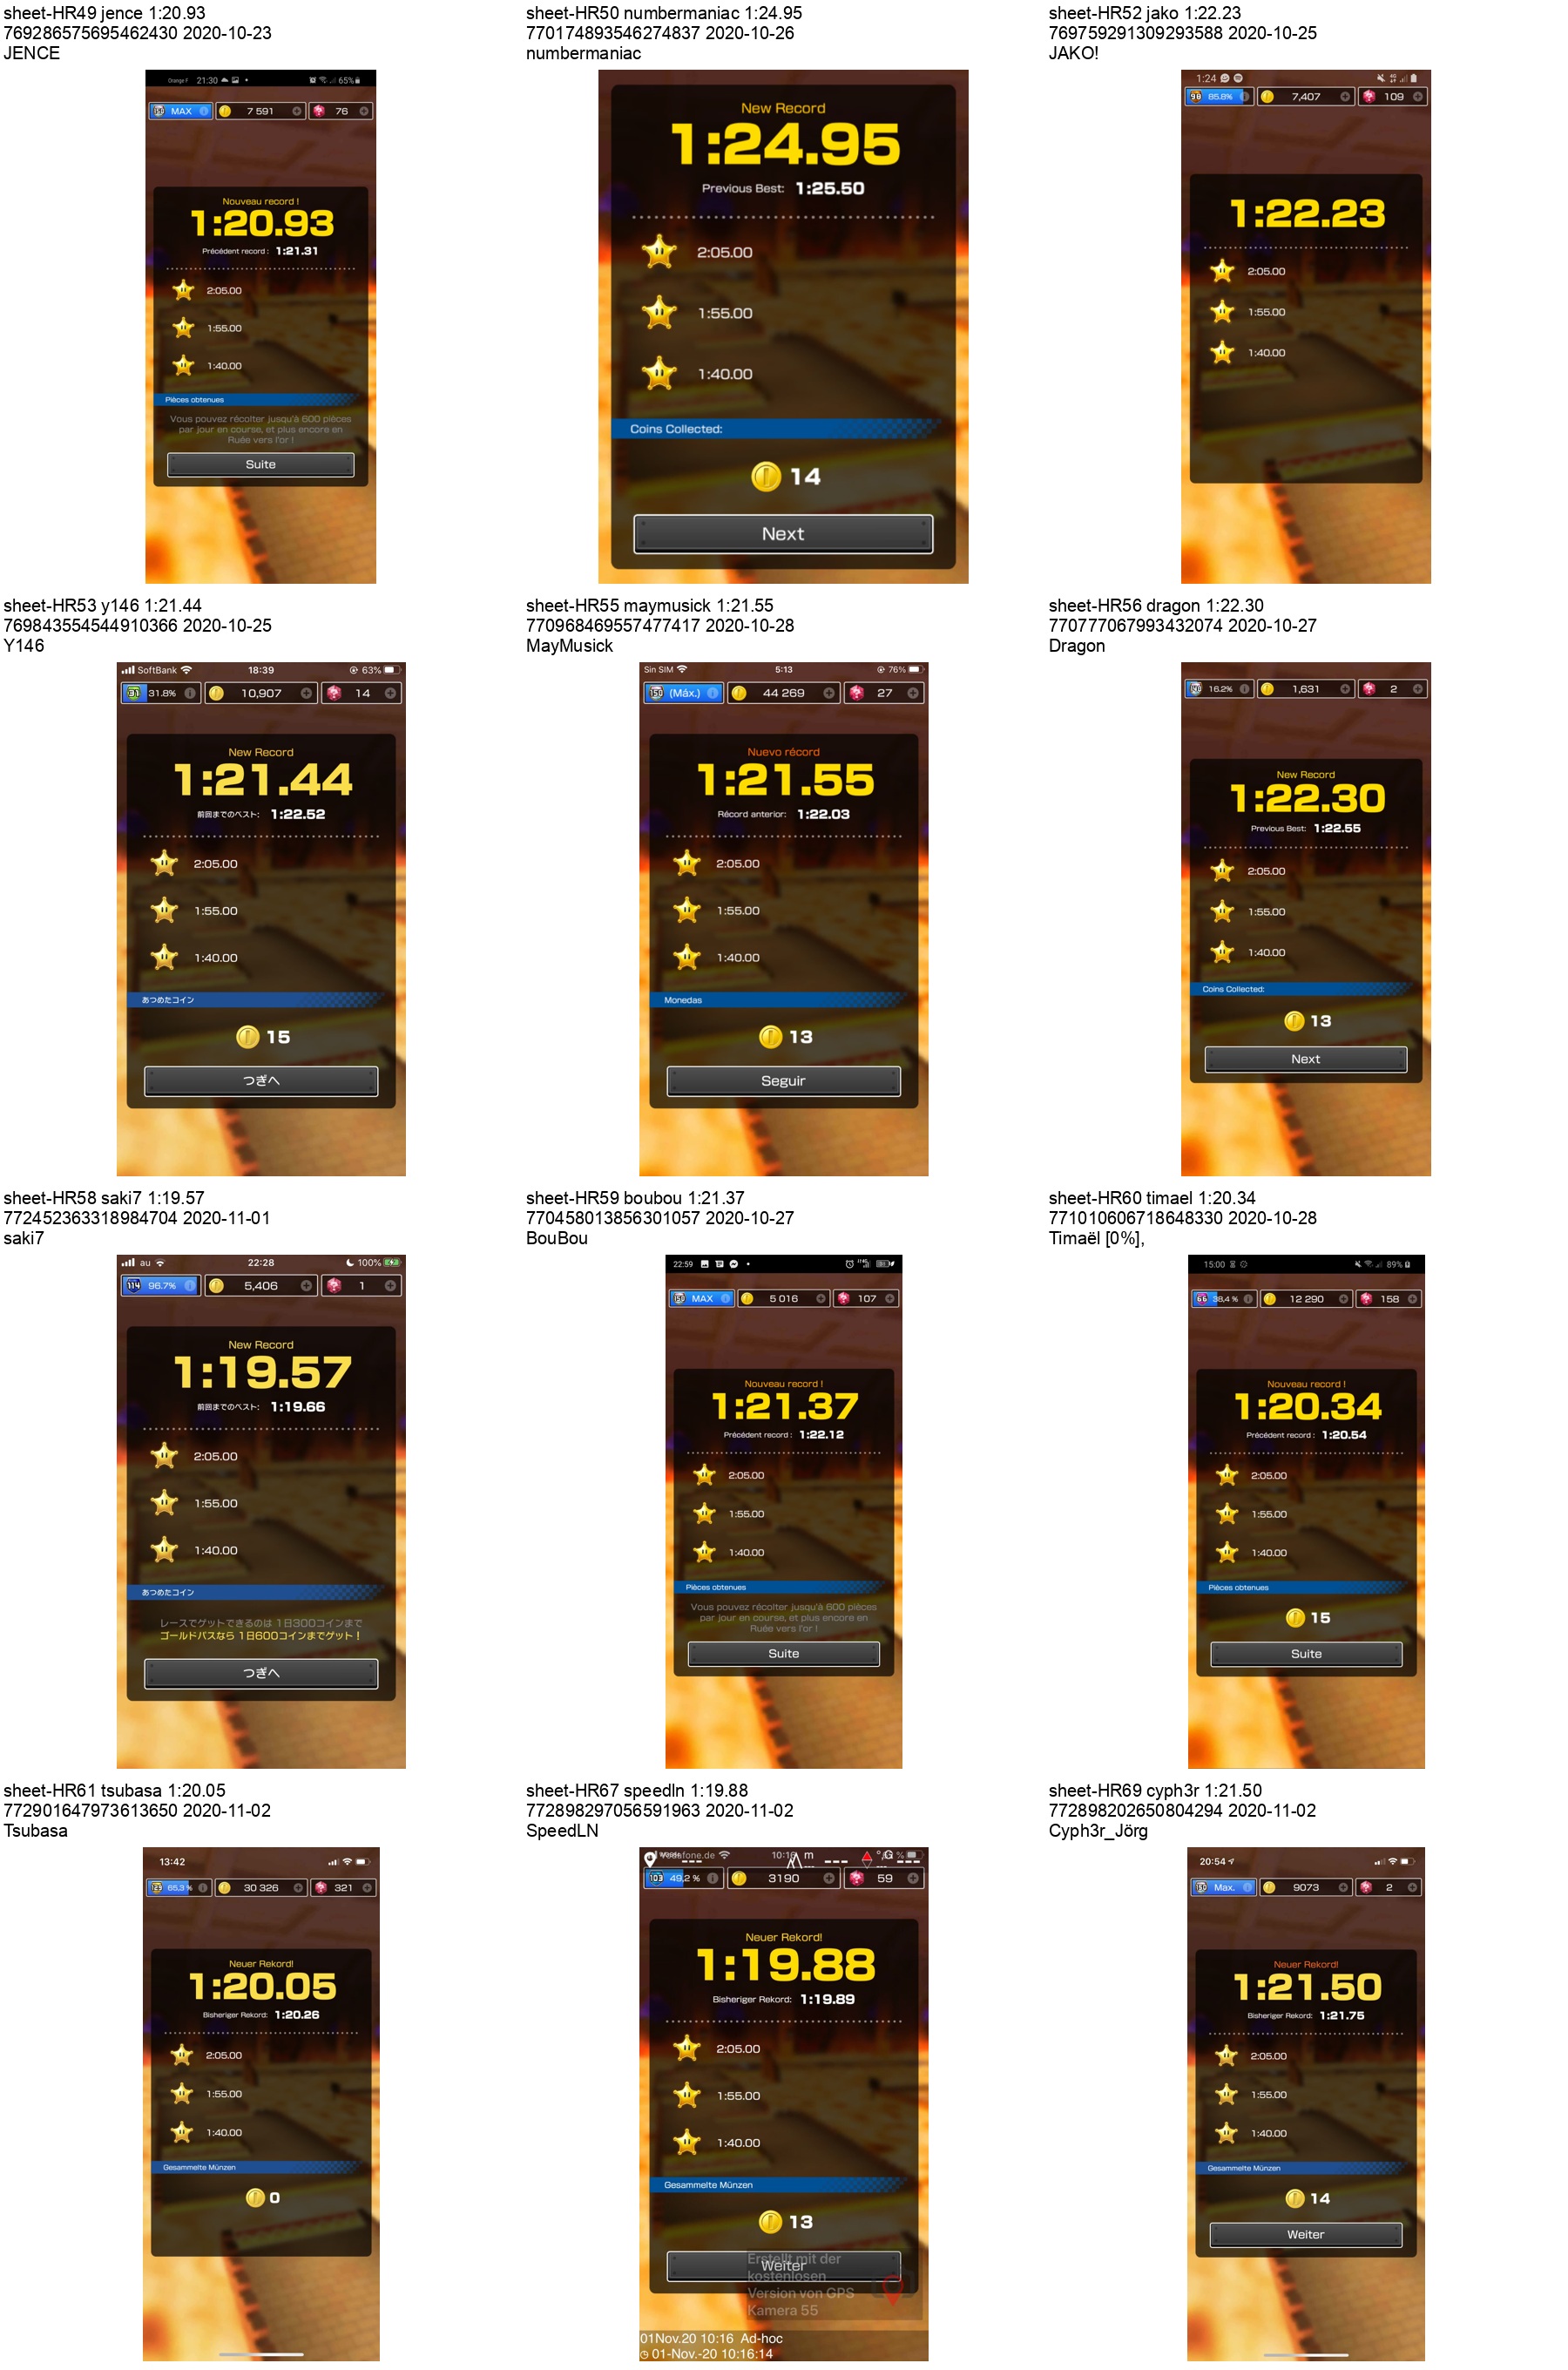 sheet-HR49 jence 1:20.93
769286575695462430 2020-10-23
JENCE
Orange F 21:30 65%
MAX 7 591 76
Nouveau record !
1:20.93
Précédent record : 1:21.31
2:05.00
1:55.00
1:40.00
Pièces obtenues
Vous pouvez récolter jusqu'à 600 pièces
par jour en course, et plus encore en
Ruée vers l'or !
Suite
sheet-HR50 numbermaniac 1:24.95
770174893546274837 2020-10-26
numbermaniac
New Record
1:24.95
Previous Best: 1:25.50
2:05.00
1:55.00
1:40.00
Coins Collected:
14
Next
sheet-HR52 jako 1:22.23
769759291309293588 2020-10-25
JAKO!
1:24
98 85.8% 7,407 109
1:22.23
2:05.00
1:55.00
1:40.00
sheet-HR53 y146 1:21.44
769843554544910366 2020-10-25
Y146
SoftBank 18:39 63%
31 31.8% 10,907 14
New Record
1:21.44
前回までのベスト: 1:22.52
2:05.00
1:55.00
1:40.00
あつめたコイン
15
つぎへ
sheet-HR55 maymusick 1:21.55
770968469557477417 2020-10-28
MayMusick
Sin SIM 5:13 76%
150 (Máx.) 44 269 27
Nuevo récord
1:21.55
Récord anterior: 1:22.03
2:05.00
1:55.00
1:40.00
Monedas
13
Seguir
sheet-HR56 dragon 1:22.30
770777067993432074 2020-10-27
Dragon
16.2% 1,631 2
New Record
1:22.30
Previous Best: 1:22.55
2:05.00
1:55.00
1:40.00
Coins Collected:
13
Next
sheet-HR58 saki7 1:19.57
772452363318984704 2020-11-01
saki7
au 22:28 100%
114 96.7% 5,406 1
New Record
1:19.57
前回までのベスト: 1:19.66
2:05.00
1:55.00
1:40.00
あつめたコイン
レースでゲットできるのは 1日300コインまで
ゴールドパスなら 1日600コインまでゲット!
つぎへ
sheet-HR59 boubou 1:21.37
770458013856301057 2020-10-27
BouBou
22:59
MAX 5 016 107
Nouveau record !
1:21.37
Précédent record : 1:22.12
2:05.00
1:55.00
1:40.00
Pièces obtenues
Vous pouvez récolter jusqu'à 600 pièces
par jour en course, et plus encore en
Ruée vers l'or !
Suite
sheet-HR60 timael 1:20.34
771010606718648330 2020-10-28
Timaël [0%],
15:00 89%
66 38,4 % 12 290 158
Nouveau record !
1:20.34
Précédent record : 1:20.54
2:05.00
1:55.00
1:40.00
Pièces obtenues
15
Suite
sheet-HR61 tsubasa 1:20.05
772901647973613650 2020-11-02
Tsubasa
13:42
65,3 % 30 326 321
Neuer Rekord!
1:20.05
Bisheriger Rekord: 1:20.26
2:05.00
1:55.00
1:40.00
Gesammelte Münzen
0
sheet-HR67 speedln 1:19.88
772898297056591963 2020-11-02
SpeedLN
Vodafone.de 10:16 m °G %
103 49,2 % 3190 59
Neuer Rekord!
1:19.88
Bisheriger Rekord: 1:19.89
2:05.00
1:55.00
1:40.00
Gesammelte Münzen
13
Weiter
Erstellt mit der
kostenlosen
Version von GPS
Kamera 55
01Nov.20 10:16 Ad-hoc
01-Nov.-20 10:16:14
sheet-HR69 cyph3r 1:21.50
772898202650804294 2020-11-02
Cyph3r_Jörg
20:54
Max. 9073 2
Neuer Rekord!
1:21.50
Bisheriger Rekord: 1:21.75
2:05.00
1:55.00
1:40.00
Gesammelte Münzen
14
Weiter